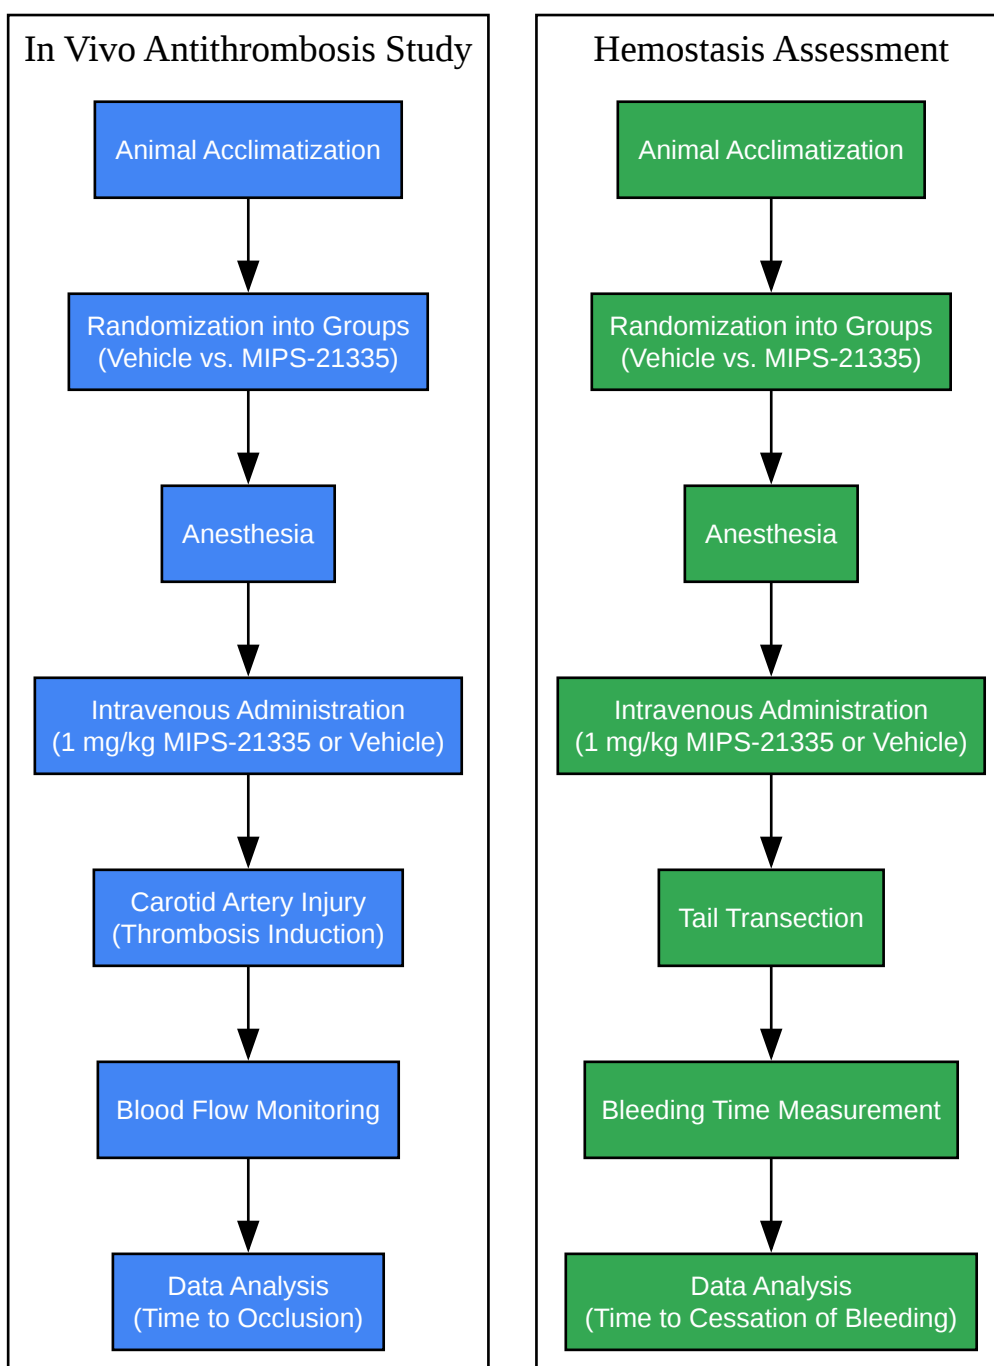 In Vivo Antithrombosis Study
Animal Acclimatization
Randomization into Groups
(Vehicle vs. MIPS-21335)
Anesthesia
Intravenous Administration
(1 mg/kg MIPS-21335 or Vehicle)
Carotid Artery Injury
(Thrombosis Induction)
Blood Flow Monitoring
Data Analysis
(Time to Occlusion)
Hemostasis Assessment
Animal Acclimatization
Randomization into Groups
(Vehicle vs. MIPS-21335)
Anesthesia
Intravenous Administration
(1 mg/kg MIPS-21335 or Vehicle)
Tail Transection
Bleeding Time Measurement
Data Analysis
(Time to Cessation of Bleeding)